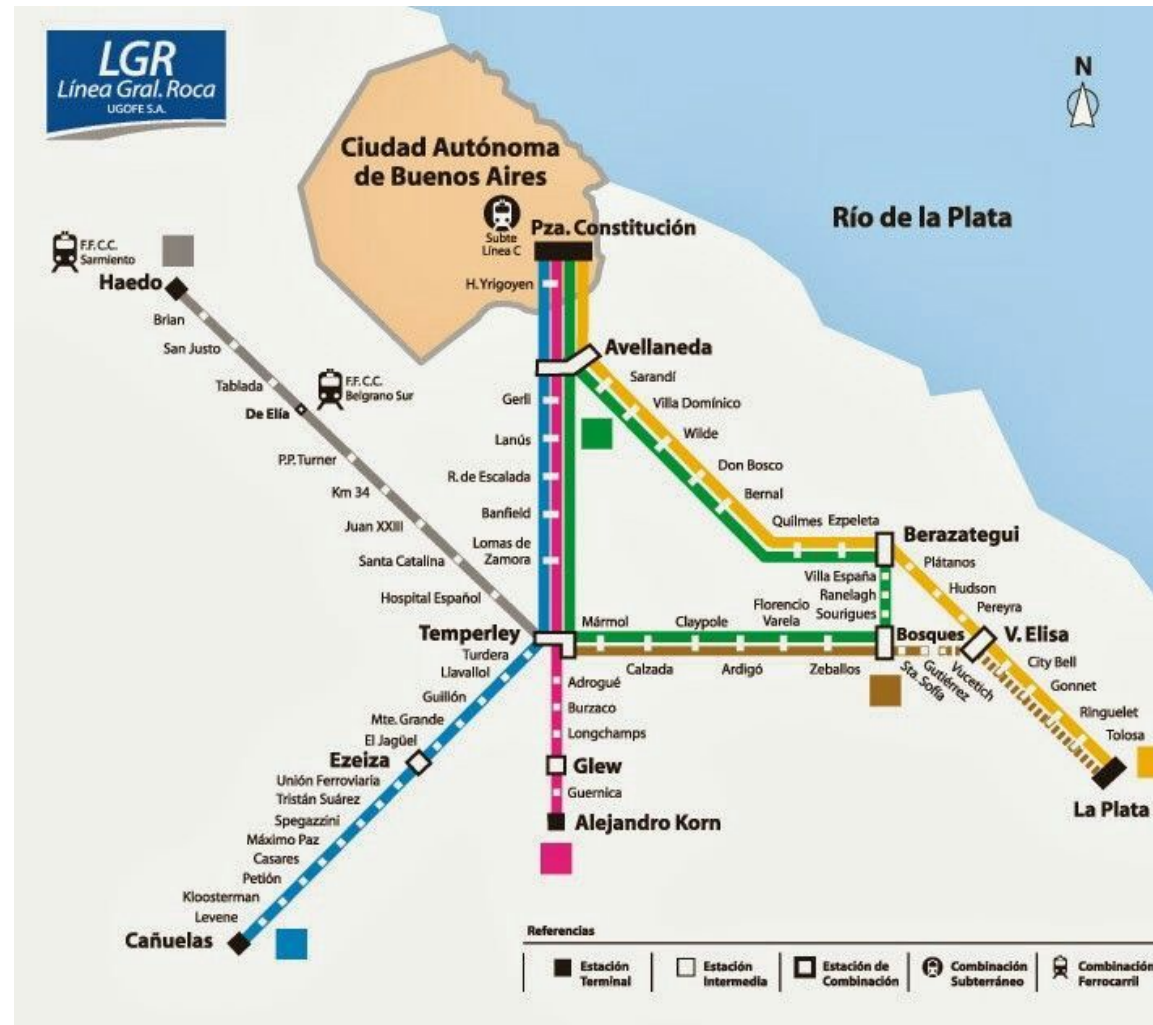 LGR
Línea Gral. Roca
UGOFE S.A.
N
Ciudad Autónoma
de Buenos Aires
Río de la Plata
Subte
Línea C
Pza. Constitución
F.F.C.C.
Sarmiento
Haedo
H. Yrigoyen
Brian
San Justo
Tablada
De Elía
F.F.C.C.
Belgrano Sur
P.P. Turner
Km 34
Juan XXIII
Santa Catalina
Hospital Español
Avellaneda
Gerli
Lanús
R. de Escalada
Banfield
Lomas de
Zamora
Temperley
Sarandí
Villa Domínico
Wilde
Don Bosco
Bernal
Quilmes
Ezpeleta
Berazategui
Villa España
Ranelagh
Sourigues
Plátanos
Hudson
Pereyra
Mármol
Claypole
Florencio
Varela
Calzada
Ardigó
Zeballos
Bosques
Sta. Sofía
Gutiérrez
Vucetich
V. Elisa
City Bell
Gonnet
Ringuelet
Tolosa
La Plata
Turdera
Llavallol
Guillón
Mte. Grande
El Jagüel
Ezeiza
Unión Ferroviaria
Tristán Suárez
Spegazzini
Máximo Paz
Casares
Petión
Kloosterman
Levene
Cañuelas
Adrogué
Burzaco
Longchamps
Glew
Guernica
Alejandro Korn
Referencias
Estación
Terminal
Estación
Intermedia
Estación de
Combinación
Combinación
Subterráneo
Combinación
Ferrocarril